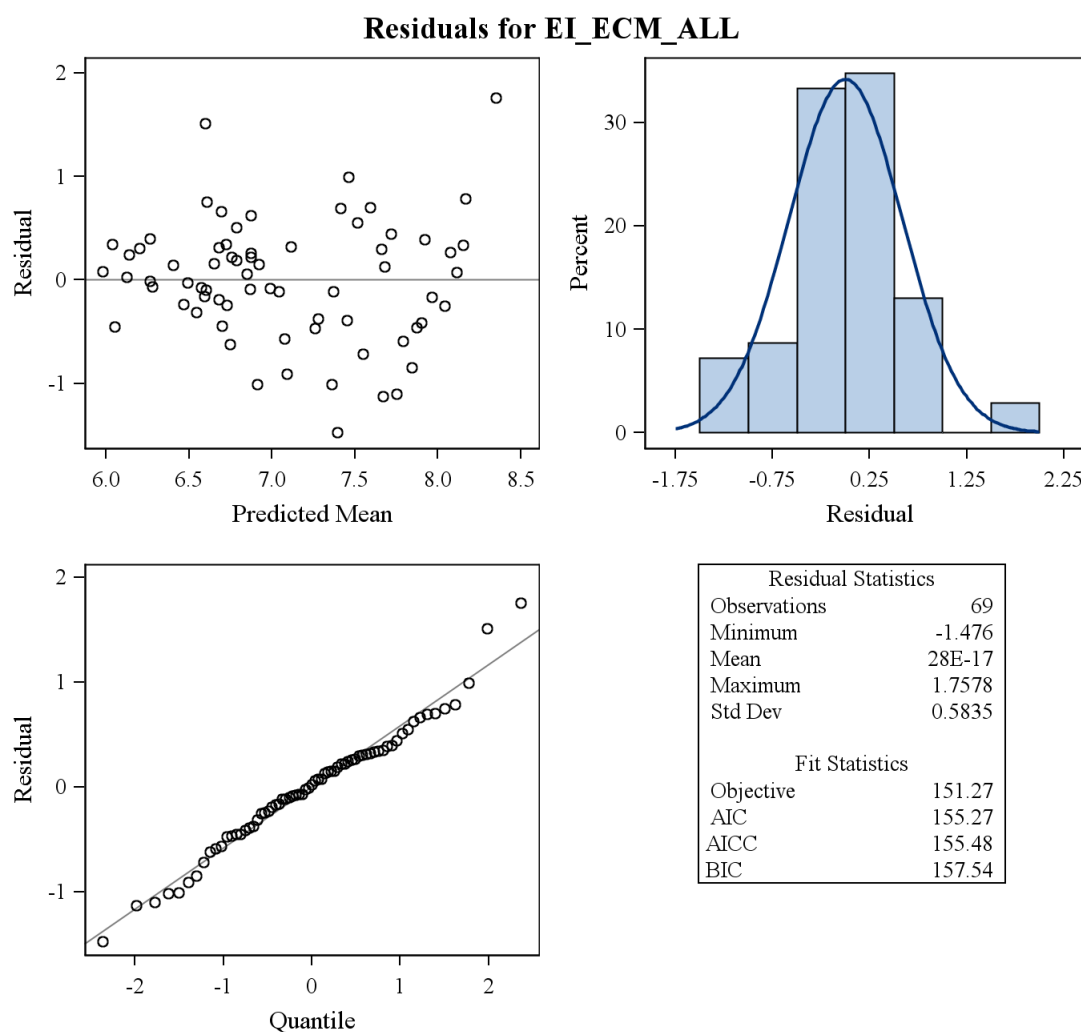 Residuals for EI_ECM_ALL
2
1
0
-1
Residual
6.0 6.5 7.0 7.5 8.0 8.5
Predicted Mean
30
20
10
0
Percent
-1.75 -0.75 0.25 1.25 2.25
Residual
2
1
0
-1
Residual
-2 -1 0 1 2
Quantile
Residual Statistics
Observations 69
Minimum -1.476
Mean 28E-17
Maximum 1.7578
Std Dev 0.5835
Fit Statistics
Objective 151.27
AIC 155.27
AICC 155.48
BIC 157.54